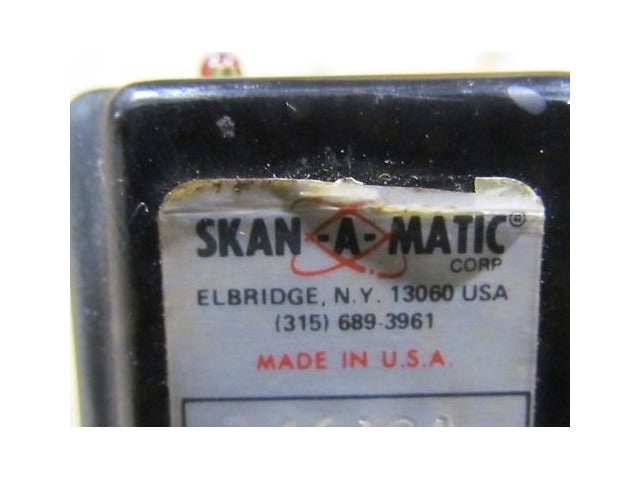 SKAN-A-MATIC®
CORP
ELBRIDGE, N.Y. 13060 USA
(315) 689-3961
MADE IN U.S.A.